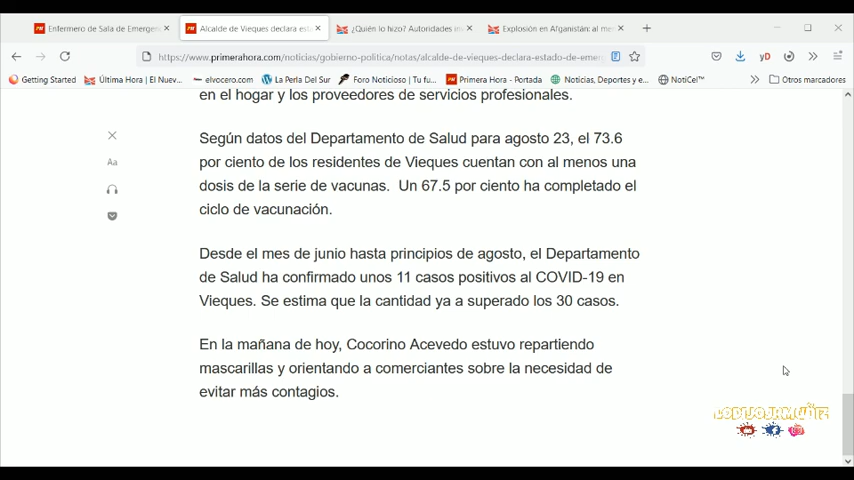 Enfermero de Sala de Emergen
Alcalde de Vieques declara est
¿Quién lo hizo? Autoridades in
Explosión en Afganistán: al me
https://www.primerahora.com/noticias/gobierno-politica/notas/alcalde-de-vieques-declara-estado-de-emer
Getting Started
Última Hora | El Nuev...
elvocero.com
La Perla Del Sur
Foro Noticioso | Tu fu...
Primera Hora - Portada
Noticias, Deportes y e...
NotiCel™
Otros marcadores
en el hogar y los proveedores de servicios profesionales.
Aa
Según datos del Departamento de Salud para agosto 23, el 73.6
por ciento de los residentes de Vieques cuentan con al menos una
dosis de la serie de vacunas. Un 67.5 por ciento ha completado el
ciclo de vacunación.
Desde el mes de junio hasta principios de agosto, el Departamento
de Salud ha confirmado unos 11 casos positivos al COVID-19 en
Vieques. Se estima que la cantidad ya a superado los 30 casos.
En la mañana de hoy, Cocorino Acevedo estuvo repartiendo
mascarillas y orientando a comerciantes sobre la necesidad de
evitar más contagios.
LODIJOJRMUÑIZ